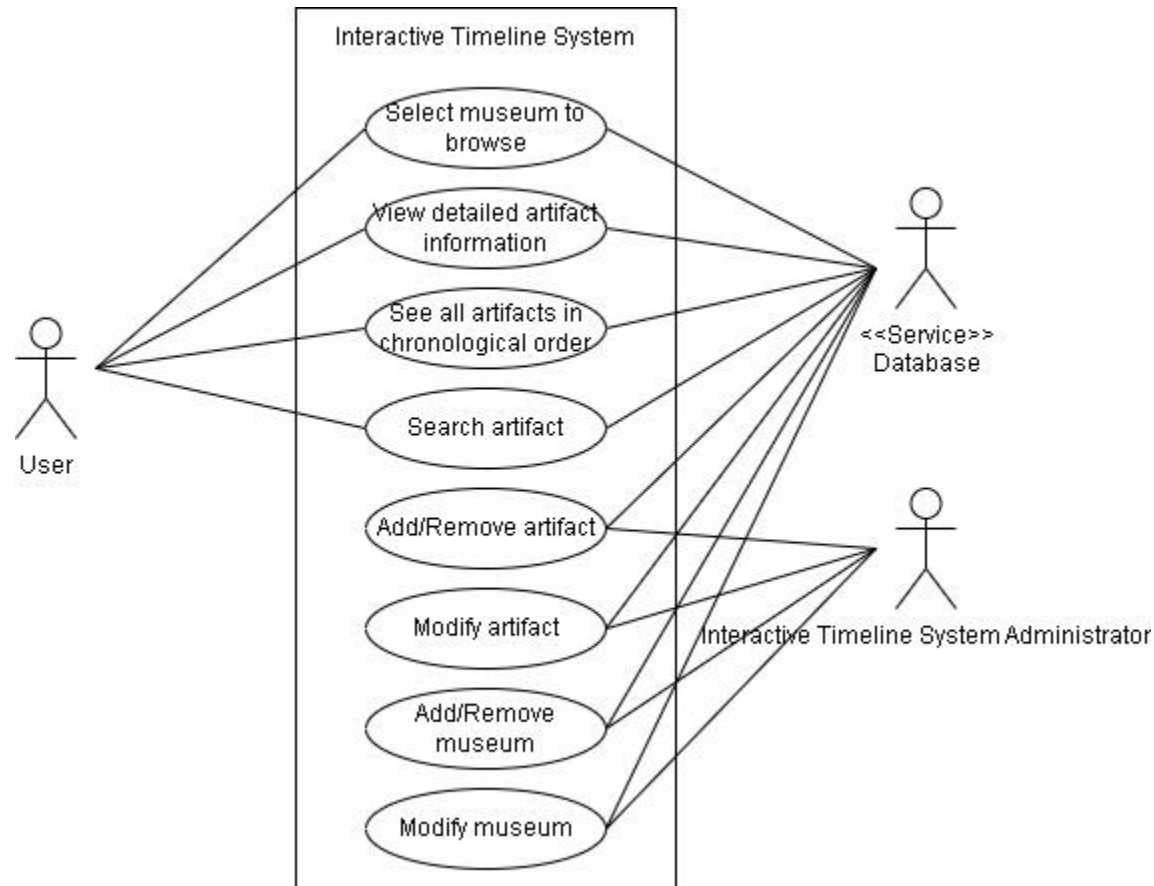 Interactive Timeline System
Select museum to
browse
View detailed artifact
information
See all artifacts in
chronological order
Search artifact
Add/Remove artifact
Modify artifact
Add/Remove
museum
Modify museum
User
<<Service>>
Database
Interactive Timeline System Administrator